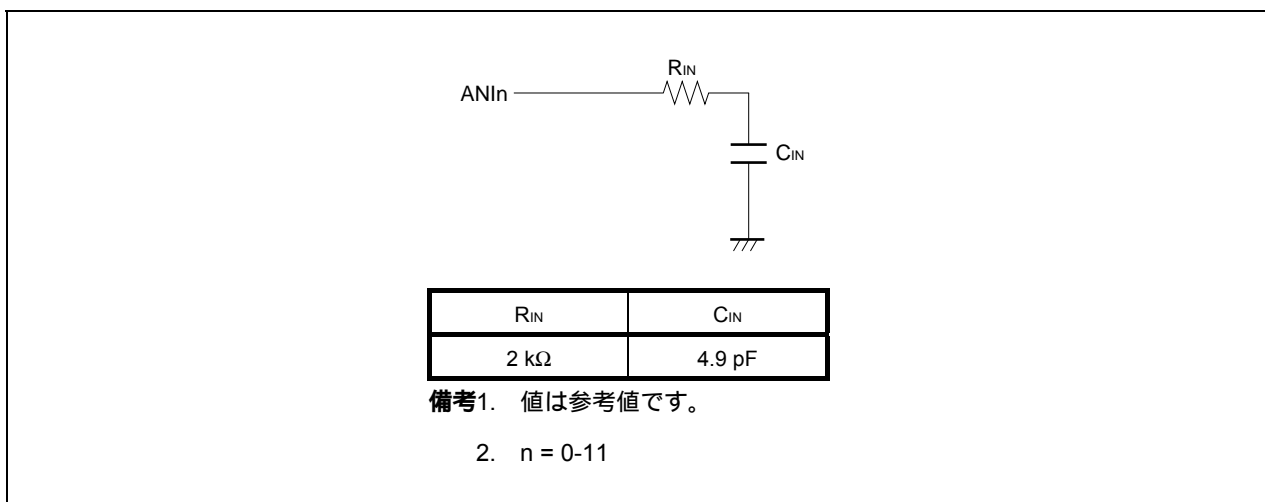 RIN
ANIn
CIN
RIN CIN
2 kΩ 4.9 pF
備考1. 値は参考値です。
2. n = 0-11